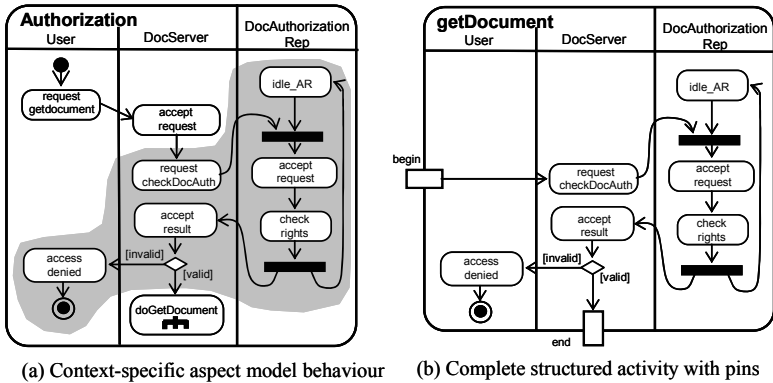 Authorization
User
DocServer
DocAuthorization
Rep
request
getdocument
accept
request
request
checkDocAuth
accept
result
access
denied
[invalid]
[valid]
doGetDocument
idle_AR
accept
request
check
rights
(a) Context-specific aspect model behaviour
getDocument
User
DocServer
DocAuthorization
Rep
begin
request
checkDocAuth
accept
result
access
denied
[invalid]
[valid]
end
idle_AR
accept
request
check
rights
(b) Complete structured activity with pins